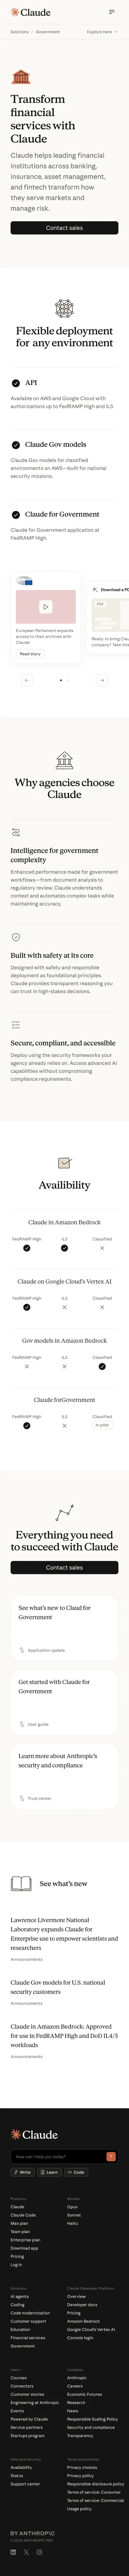 Claude
Solutions / Government
Explore here
Transform
financial
services with
Claude
Claude helps leading financial
institutions across banking,
insurance, asset management,
and fintech transform how
they serve markets and
manage risk.
Contact sales
Flexible deployment
for any environment
API
Available on AWS and Google Cloud with
authorizations up to FedRAMP High and IL5.
Claude Gov models
Claude Gov models for classified
environments on AWS—built for national
security missions.
Claude for Government
Claude for Government application at
FedRAMP High.
European Parliament expands
access to their archives with
Claude
Read story
Download a PD
PDF
Ready to bring Clau
company? Take this
Why agencies choose
Claude
Intelligence for government
complexity
Enhanced performance made for government
workflows—from document analysis to
regulatory review. Claude understands
context and automates complex tasks while
maintaining accuracy.
Built with safety at its core
Designed with safety and responsible
development as foundational principles.
Claude provides transparent reasoning you
can trust in high-stakes decisions.
Secure, compliant, and accessible
Deploy using the security frameworks your
agency already relies on. Access advanced AI
capabilities without compromising
compliance requirements.
Availibility
Claude in Amazon Bedrock
FedRAMP High IL5 Classified
Claude on Google Cloud's Vertex AI
FedRAMP High IL5 Classified
Gov models in Amazon Bedrock
FedRAMP High IL5 Classified
Claude forGovernment
FedRAMP High IL5 Classified
In pilot
Everything you need
to succeed with Claude
Contact sales
See what's new to Claud for
Government
Application update
Get started with Claude for
Government
User guide
Learn more about Anthropic's
security and compliance
Trust center
See what's new
Lawrence Livermore National
Laboratory expands Claude for
Enterprise use to empower scientists and
researchers
Announcements
Claude Gov models for U.S. national
security customers
Announcements
Claude in Amazon Bedrock: Approved
for use in FedRAMP High and DoD IL4/5
workloads
Announcements
Claude
How can I help you today?
Write Learn Code
Products
Claude
Claude Code
Max plan
Team plan
Enterprise plan
Download app
Pricing
Log in
Models
Opus
Sonnet
Haiku
Solutions
AI agents
Coding
Code modernization
Customer support
Education
Financial services
Government
Claude Developer Platform
Overview
Developer docs
Pricing
Amazon Bedrock
Google Cloud's Vertex AI
Console login
Learn
Courses
Connectors
Customer stories
Engineering at Anthropic
Events
Powered by Claude
Service partners
Startups program
Company
Anthropic
Careers
Economic Futures
Research
News
Responsible Scaling Policy
Security and compliance
Transparency
Help and security
Availability
Status
Support center
Terms and policies
Privacy choices
Privacy policy
Responsible disclosure policy
Terms of service: Consumer
Terms of service: Commercial
Usage policy
BY ANTHROPIC
© 2025 ANTHROPIC PBC